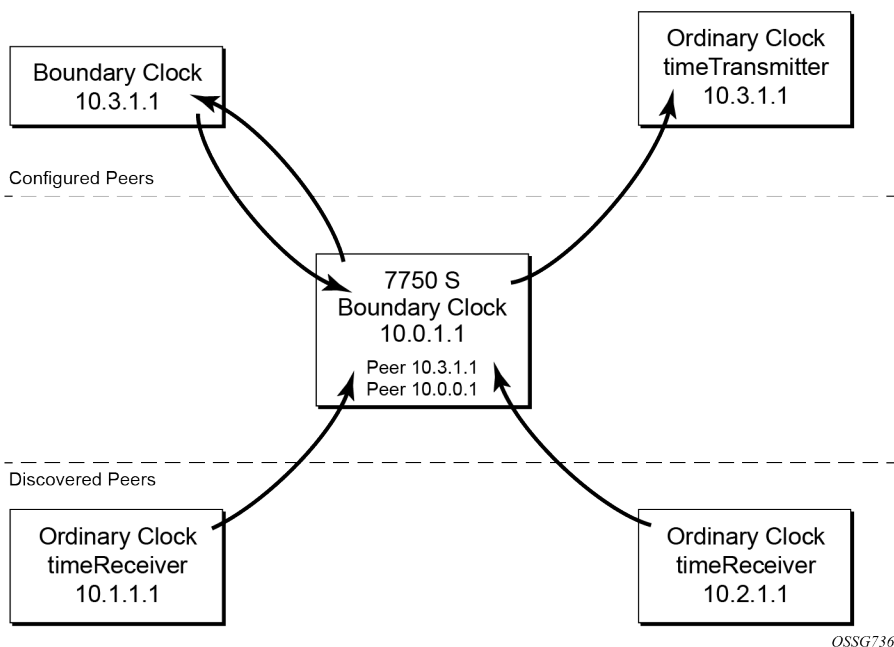 Boundary Clock
10.3.1.1
Ordinary Clock
timeTransmitter
10.3.1.1
Configured Peers
7750 S
Boundary Clock
10.0.1.1
Peer 10.3.1.1
Peer 10.0.0.1
Discovered Peers
Ordinary Clock
timeReceiver
10.1.1.1
Ordinary Clock
timeReceiver
10.2.1.1
OSSG736